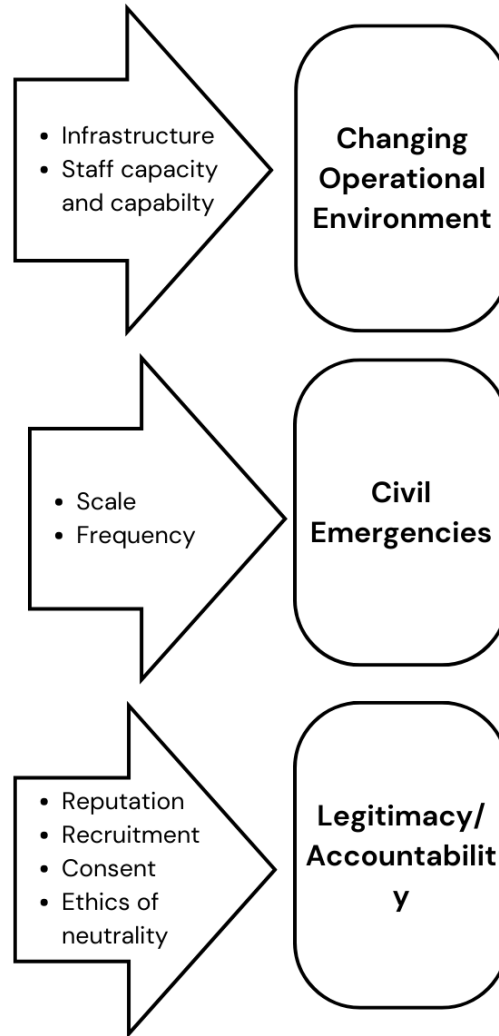 • Infrastructure
• Staff capacity
and capabilty
Changing
Operational
Environment
• Scale
• Frequency
Civil
Emergencies
• Reputation
• Recruitment
• Consent
• Ethics of
neutrality
Legitimacy/
Accountabilit
y